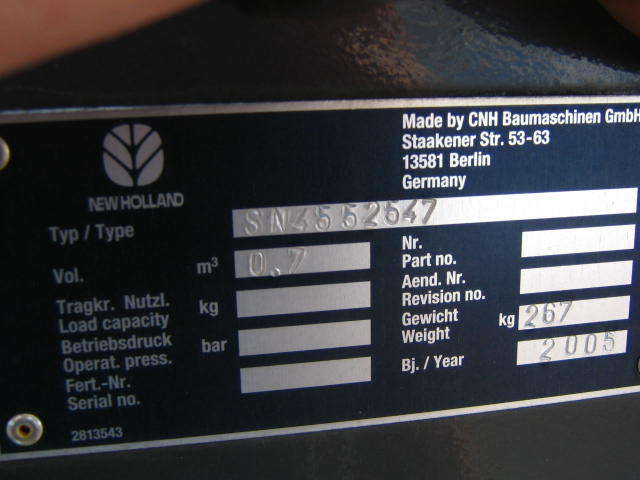 Made by CNH Baumaschinen GmbH
Staakener Str. 53-63
13581 Berlin
Germany
NEW HOLLAND
Typ / Type SN4552547
Vol. m³ 0.7
Tragkr. Nutzl.
Load capacity kg
Betriebsdruck
Operat. press. bar
Fert.-Nr.
Serial no.
Nr.
Part no.
Aend. Nr.
Revision no.
Gewicht
Weight kg 267
Bj. / Year 2005
2813543